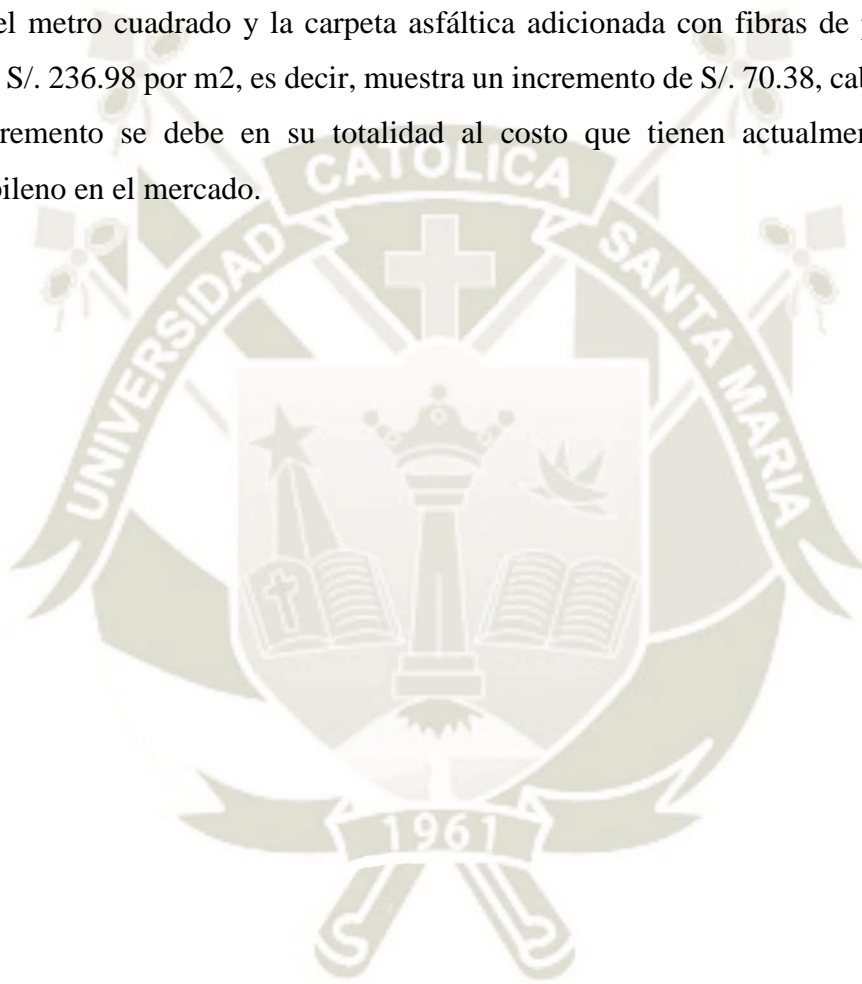 el metro cuadrado y la carpeta asfáltica adicionada con fibras de
S/. 236.98 por m2, es decir, muestra un incremento de S/. 70.38,
remento se debe en su totalidad al costo que tienen
ileno en el mercado.
UNIVERSIDAD CATOLICA SANTA MARIA
1961